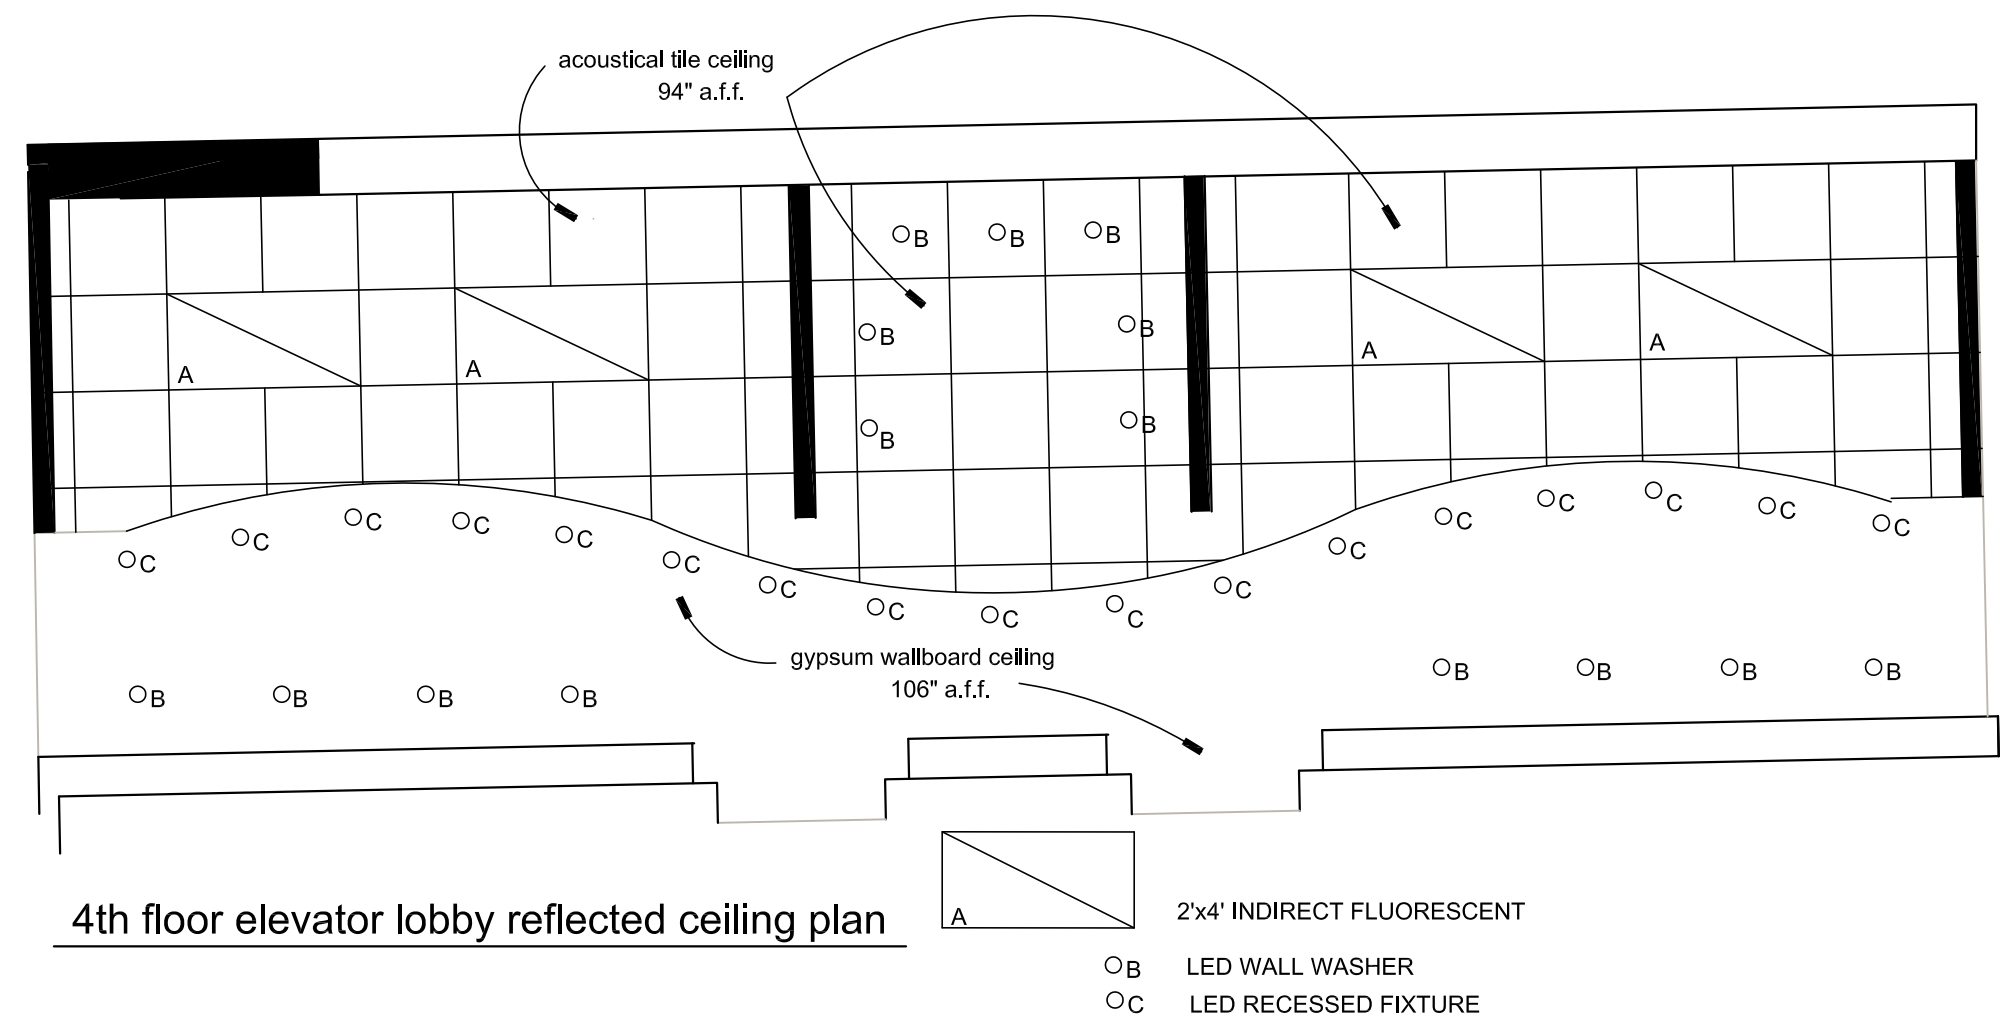 acoustical tile ceiling
94" a.f.f.
B B B
B B
A A A A
B B
C C C C C C C C C C C C C C C C C
gypsum wallboard ceiling
106" a.f.f.
B B B B B B B B
4th floor elevator lobby reflected ceiling plan
A 2'x4' INDIRECT FLUORESCENT
B LED WALL WASHER
C LED RECESSED FIXTURE